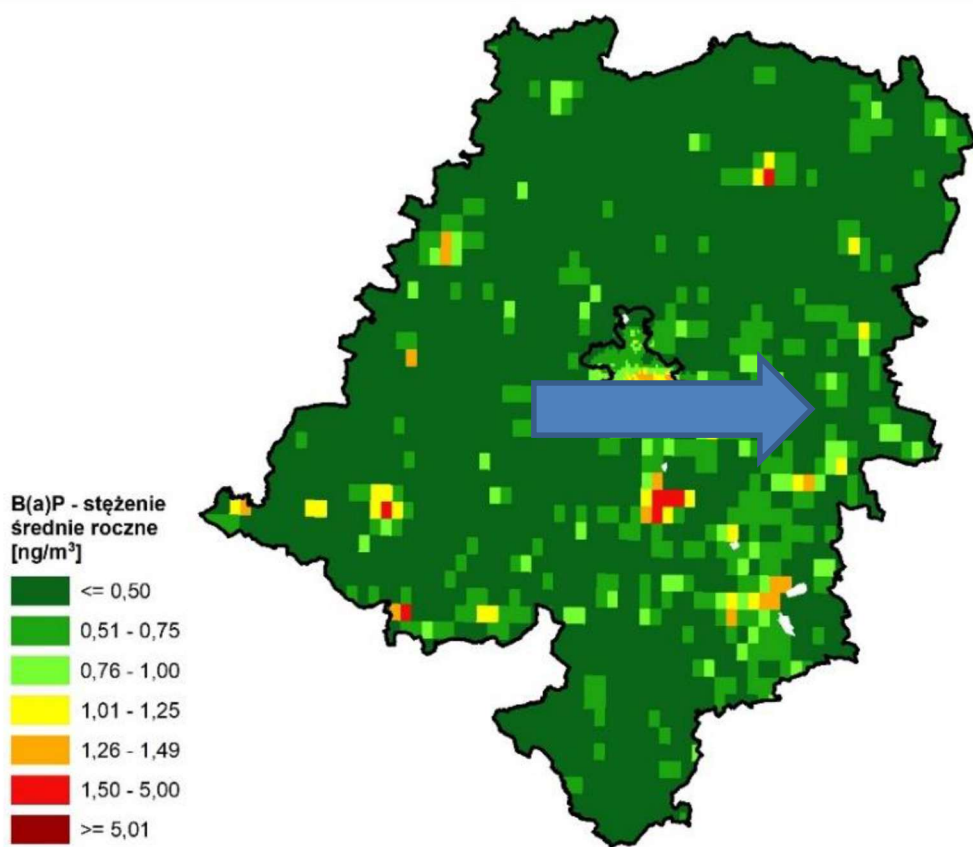 B(a)P - stężenie
średnie roczne
[ng/m³]
<= 0,50
0,51 - 0,75
0,76 - 1,00
1,01 - 1,25
1,26 - 1,49
1,50 - 5,00
>= 5,01